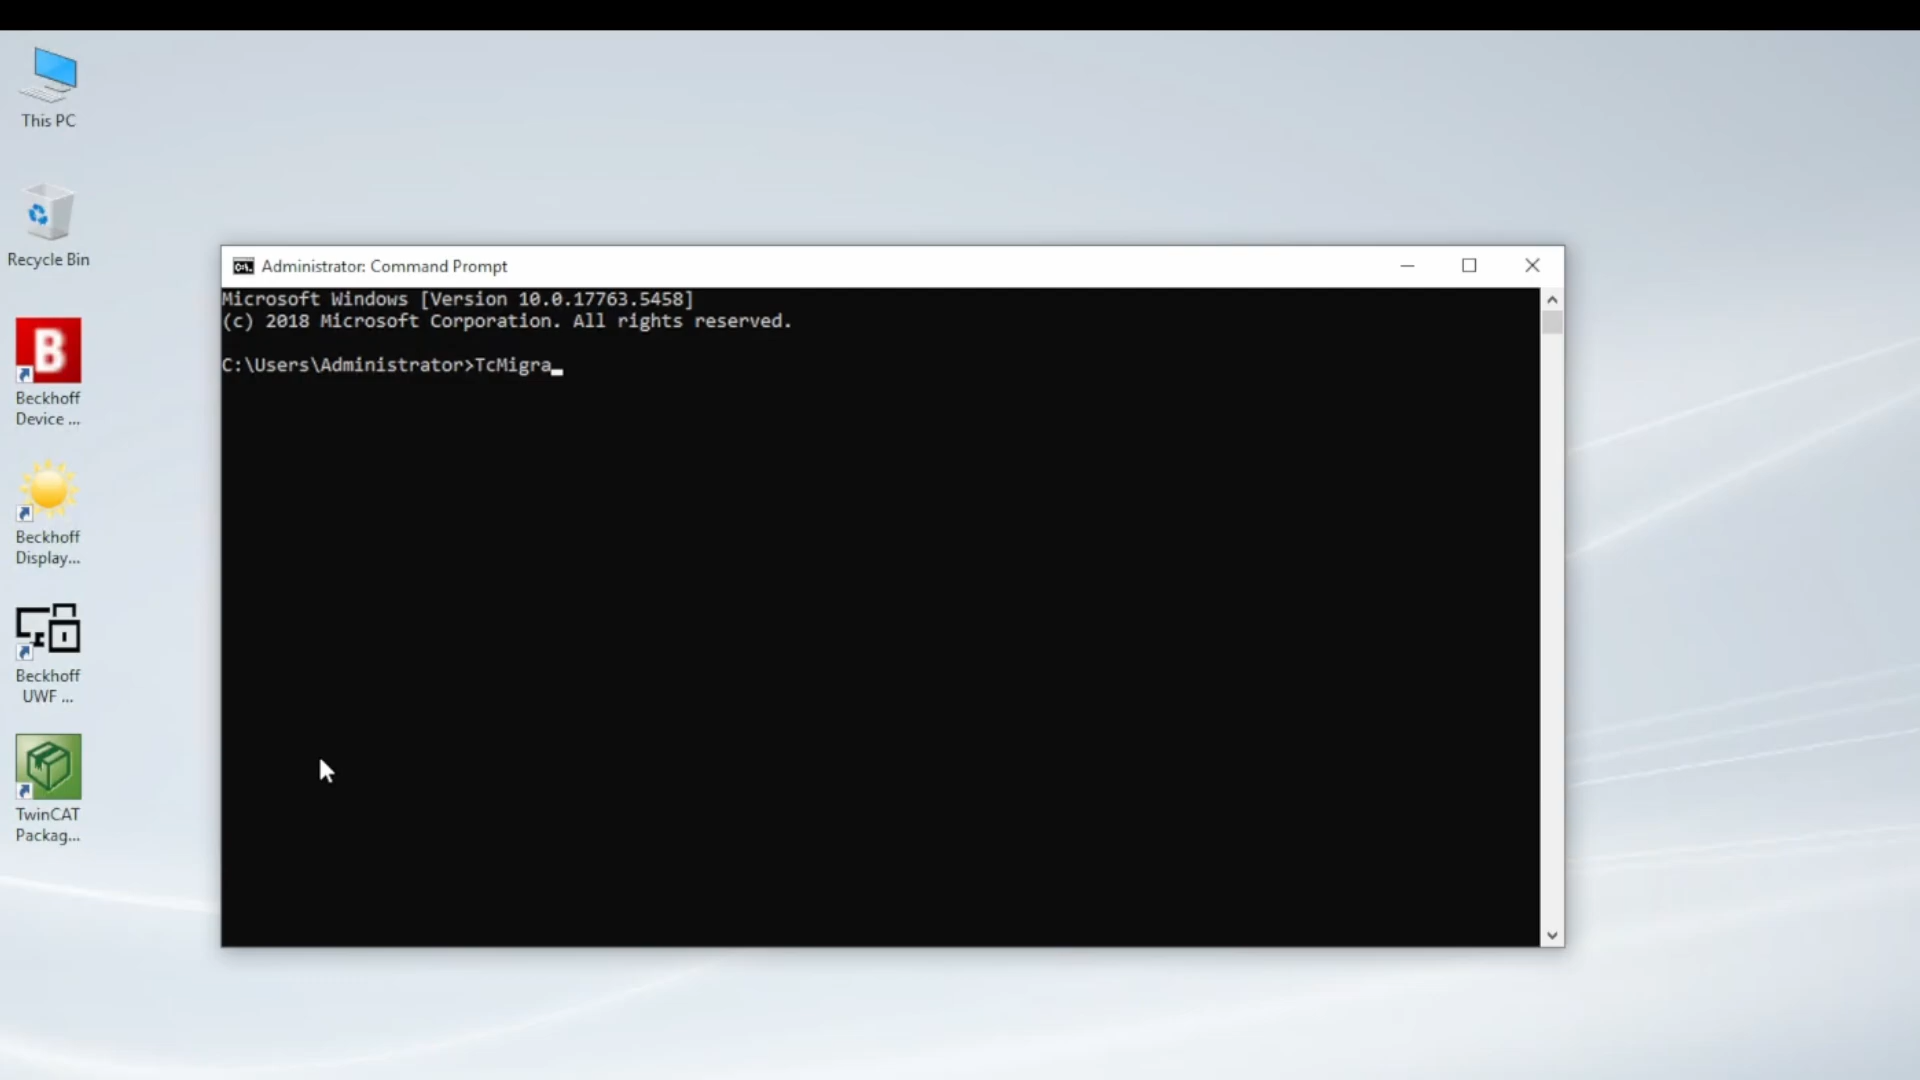 This PC
Recycle Bin
B
Beckhoff
Device ...
Beckhoff
Display...
Beckhoff
UWF ...
TwinCAT
Packag...
C:\. Administrator: Command Prompt
Microsoft Windows [Version 10.0.17763.5458]
(c) 2018 Microsoft Corporation. All rights reserved.
C:\Users\Administrator>TcMigra_